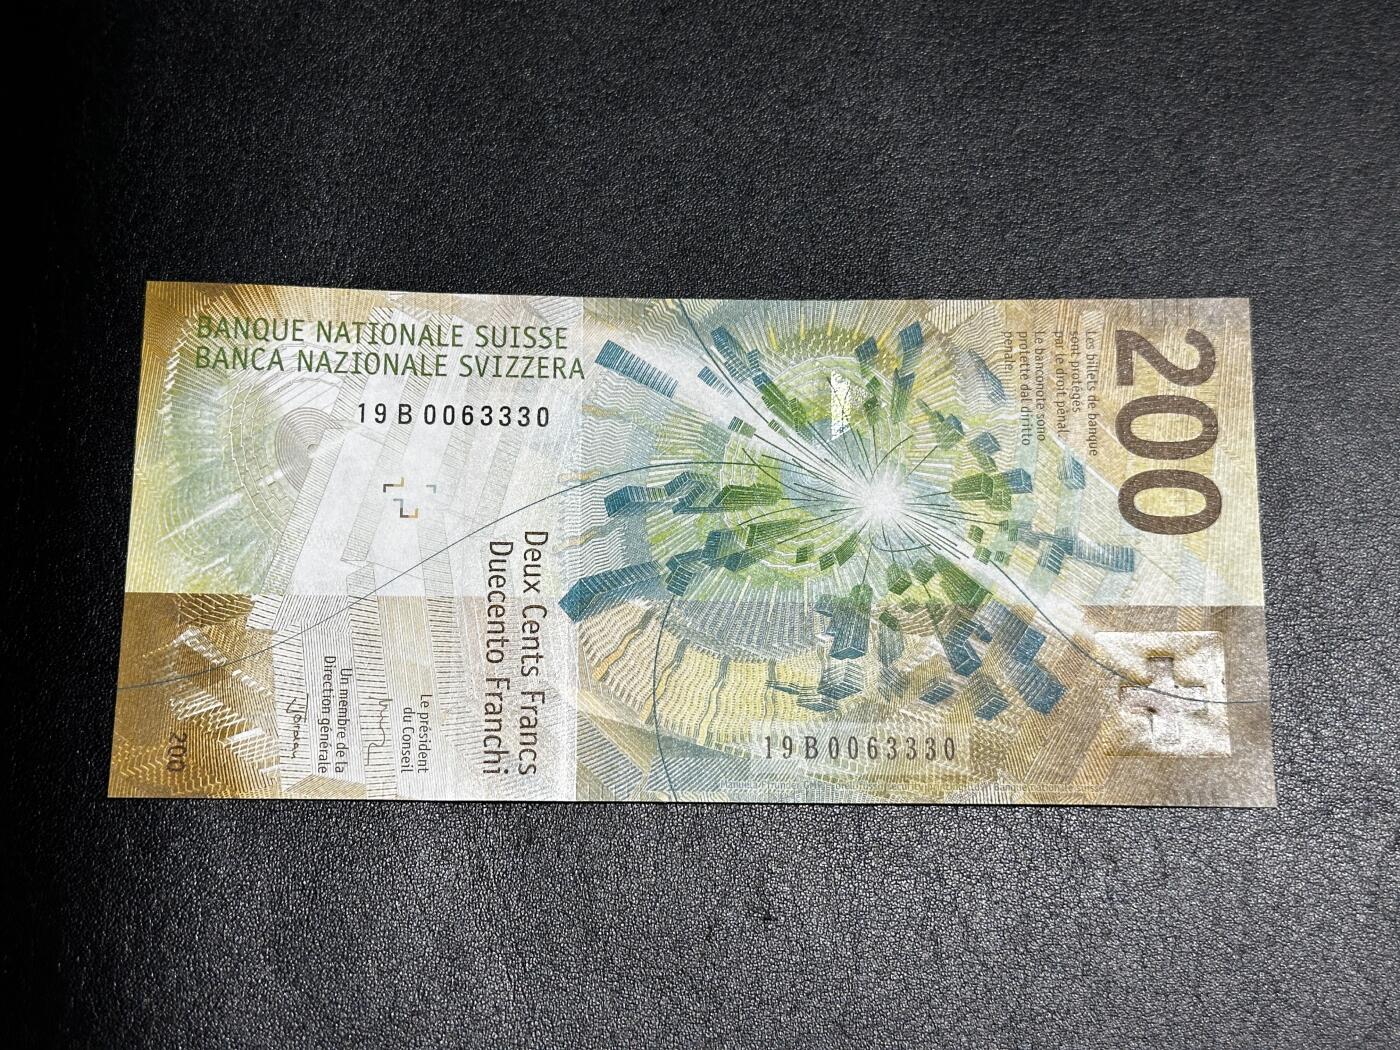 BANQUE NATIONALE SUISSE
BANCA NAZIONALE SVIZZERA
19B0063330
Deux Cents Francs
Duecento Franchi
Le président
du Conseil
Un membre de la
Direction générale
200
Les billets de banque
sont protégés
par le droit pénal.
Le banconote sono
protette dal diritto
penale.
200
19B0063330